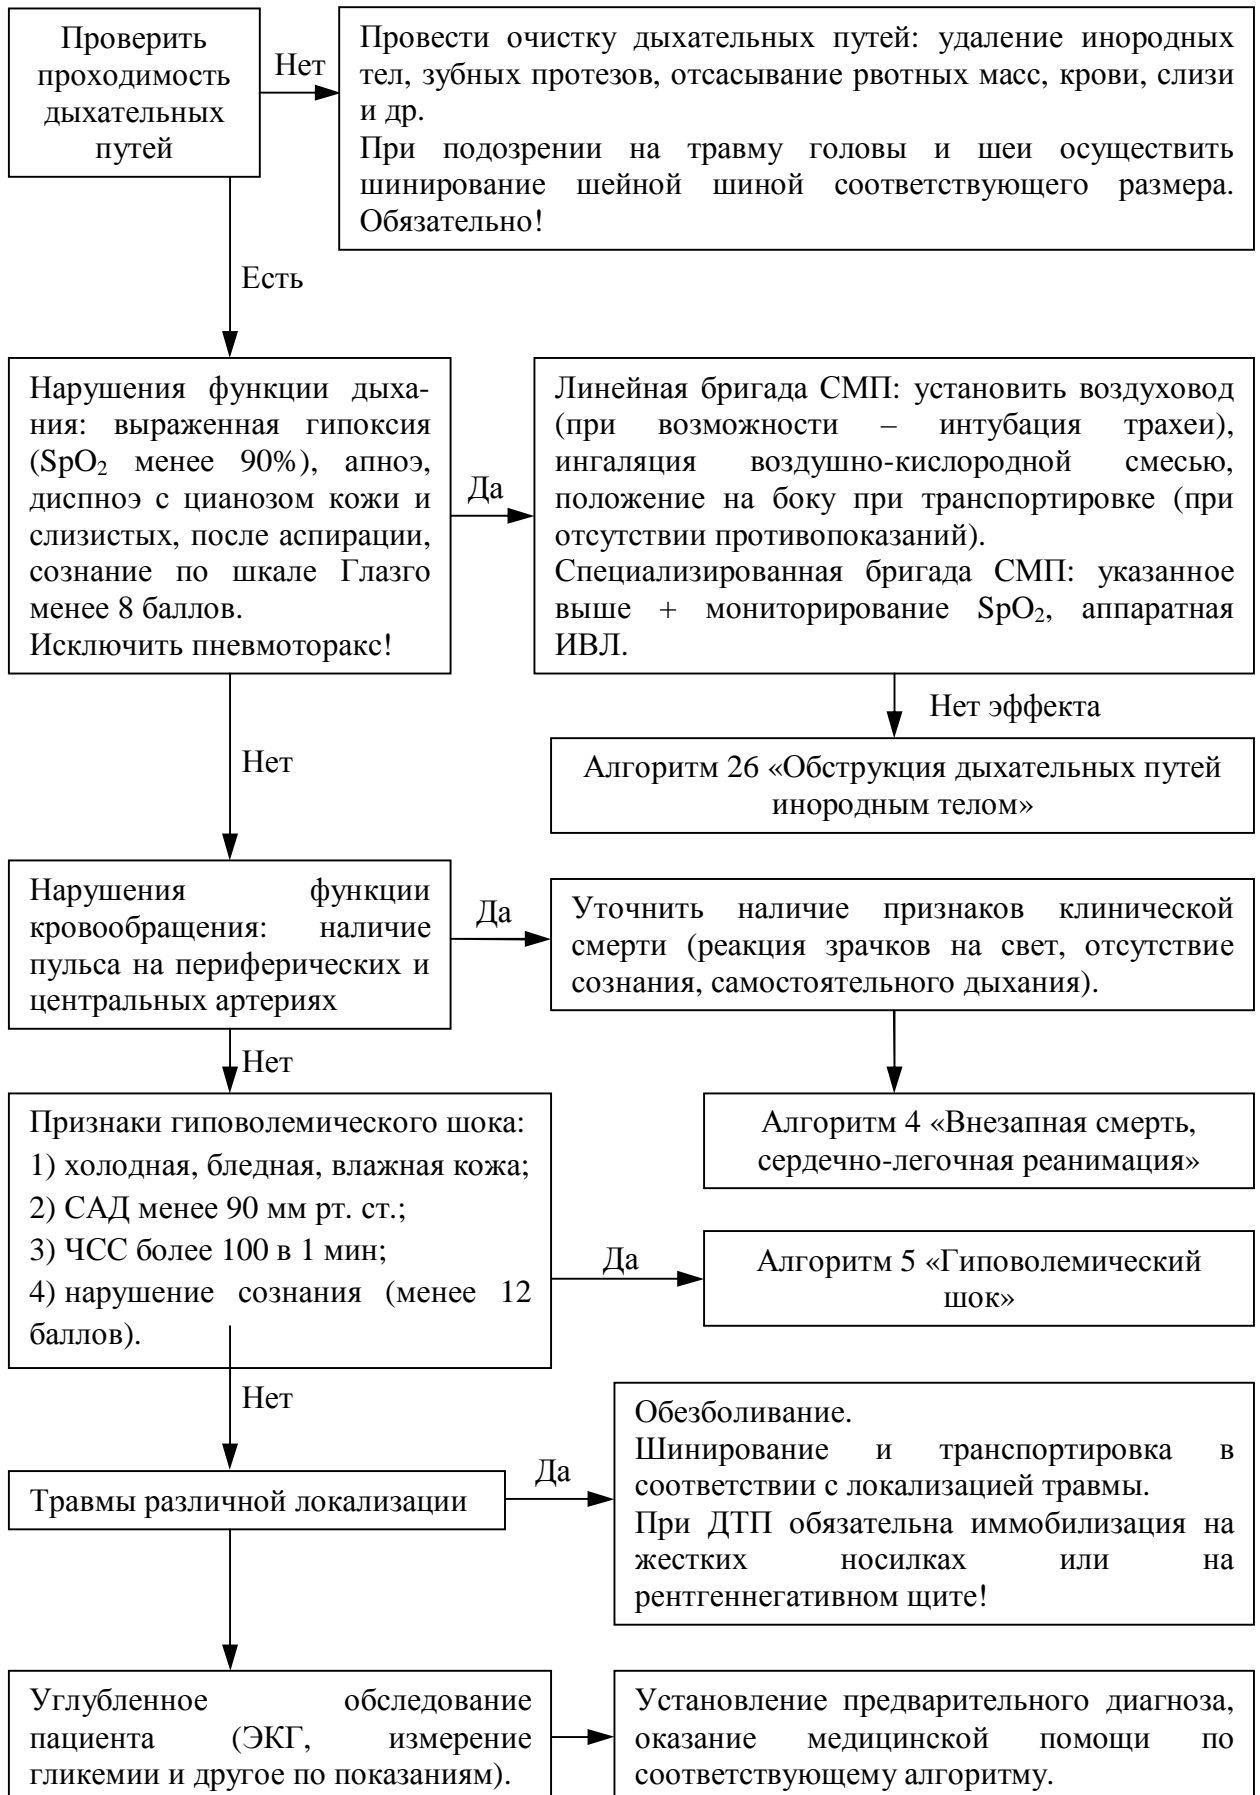 Проверить
проходимость
дыхательных
путей
Нет
Провести очистку дыхательных путей: удаление инородных
тел, зубных протезов, отсасывание рвотных масс, крови, слизи
и др.
При подозрении на травму головы и шеи осуществить
шинирование шейной шиной соответствующего размера.
Обязательно!
Есть
Нарушения функции дыха-
ния: выраженная гипоксия
(SpO₂ менее 90%), апноэ,
диспноэ с цианозом кожи и
слизистых, после аспирации,
сознание по шкале Глазго
менее 8 баллов.
Исключить пневмоторакс!
Да
Линейная бригада СМП: установить воздуховод
(при возможности – интубация трахеи),
ингаляция воздушно-кислородной смесью,
положение на боку при транспортировке (при
отсутствии противопоказаний).
Специализированная бригада СМП: указанное
выше + мониторирование SpO₂, аппаратная
ИВЛ.
Нет эффекта
Алгоритм 26 «Обструкция дыхательных путей
инородным телом»
Нет
Нарушения функции
кровообращения: наличие
пульса на периферических и
центральных артериях
Да
Уточнить наличие признаков клинической
смерти (реакция зрачков на свет, отсутствие
сознания, самостоятельного дыхания).
Нет
Алгоритм 4 «Внезапная смерть,
сердечно-легочная реанимация»
Признаки гиповолемического шока:
1) холодная, бледная, влажная кожа;
2) САД менее 90 мм рт. ст.;
3) ЧСС более 100 в 1 мин;
4) нарушение сознания (менее 12
баллов).
Да
Алгоритм 5 «Гиповолемический
шок»
Нет
Травмы различной локализации
Да
Обезболивание.
Шинирование и транспортировка в
соответствии с локализацией травмы.
При ДТП обязательна иммобилизация на
жестких носилках или на
рентгеннегативном щите!
Углубленное обследование
пациента (ЭКГ, измерение
гликемии и другое по показаниям).
Установление предварительного диагноза,
оказание медицинской помощи по
соответствующему алгоритму.